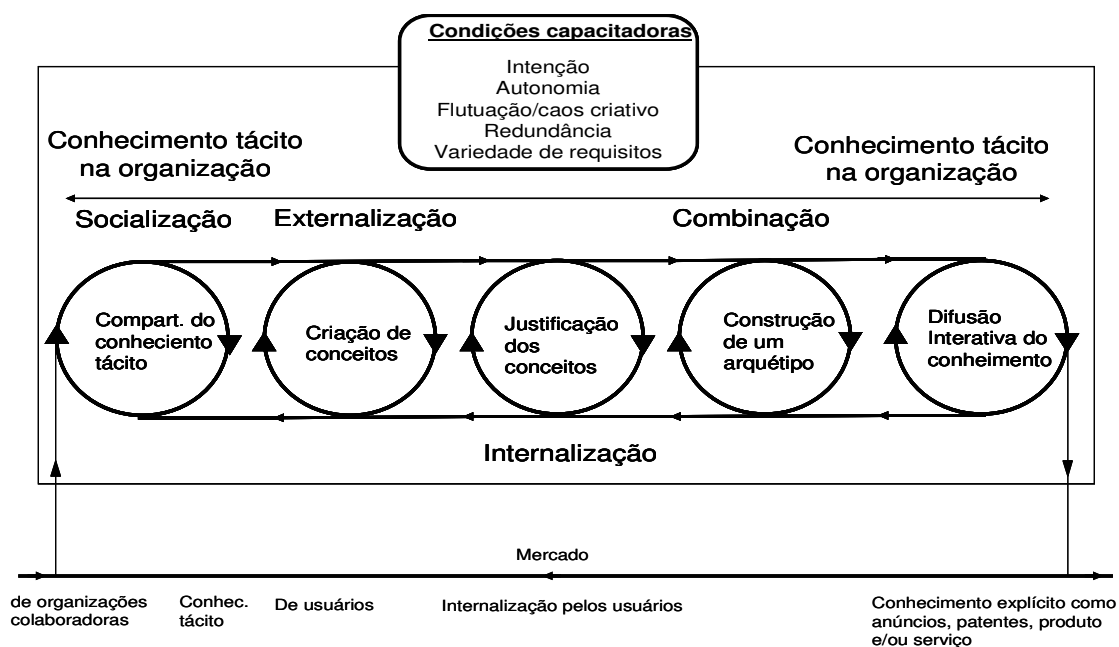 Condições capacitadoras
Intenção
Autonomia
Flutuação/caos criativo
Redundância
Variedade de requisitos
Conhecimento tácito
na organização
Conhecimento tácito
na organização
Socialização
Externalização
Combinação
Compart. do
conheciento
tácito
Criação de
conceitos
Justificação
dos
conceitos
Construção
de um
arquétipo
Difusão
Interativa do
conheimento
Internalização
Mercado
de organizações
colaboradoras
Conhec.
tácito
De usuários
Internalização pelos usuários
Conhecimento explícito como
anúncios, patentes, produto
e/ou serviço